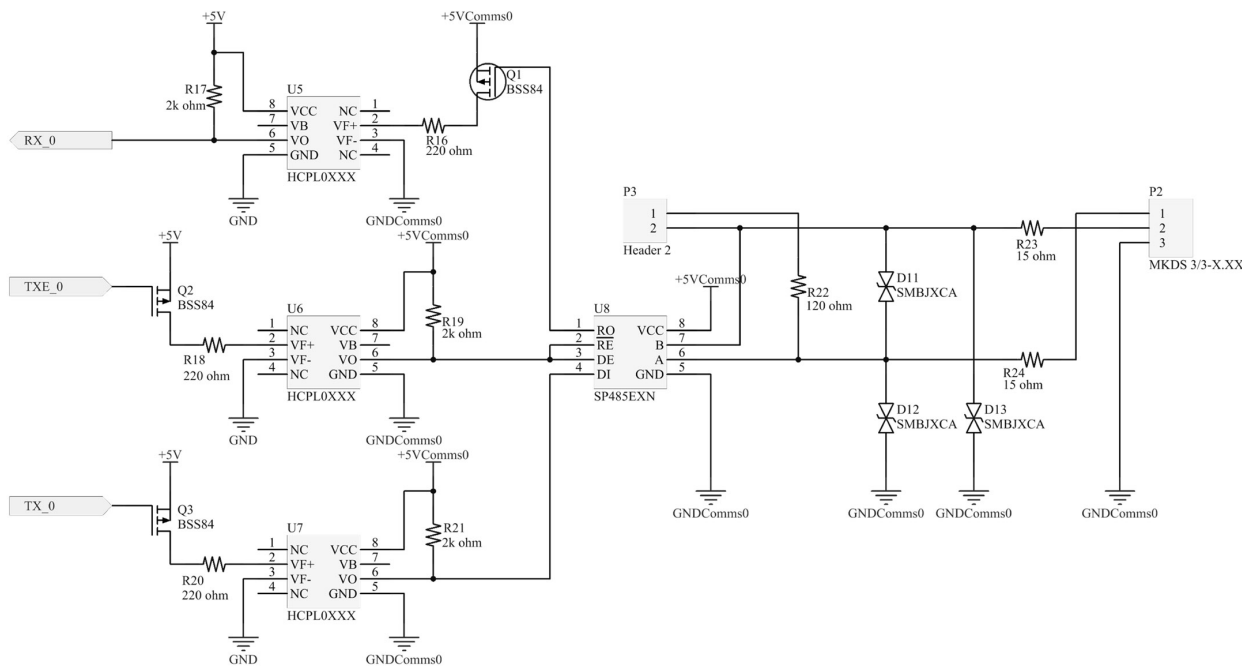 +5V
+5VComms0
R17
2k ohm
U5
8 VCC NC 1
7 VB VF+ 2
6 VO VF- 3
5 GND NC 4
HCPL0XXX
Q1
BSS84
R16
220 ohm
RX_0
GND
GNDComms0
+5V
+5VComms0
TXE_0
Q2
BSS84
R18
220 ohm
U6
1 NC VCC 8
2 VF+ VB 7
3 VF- VO 6
4 NC GND 5
HCPL0XXX
R19
2k ohm
GND
GNDComms0
+5V
+5VComms0
TX_0
Q3
BSS84
R20
220 ohm
U7
1 NC VCC 8
2 VF+ VB 7
3 VF- VO 6
4 NC GND 5
HCPL0XXX
R21
2k ohm
GND
GNDComms0
P3
1
2
Header 2
+5VComms0
U8
1 RO VCC 8
2 RE B 7
3 DE A 6
4 DI GND 5
SP485EXN
GNDComms0
R22
120 ohm
D11
SMBJXCA
D12
SMBJXCA
D13
SMBJXCA
GNDComms0
GNDComms0
R23
15 ohm
R24
15 ohm
P2
1
2
3
MKDS 3/3-X.XX
GNDComms0